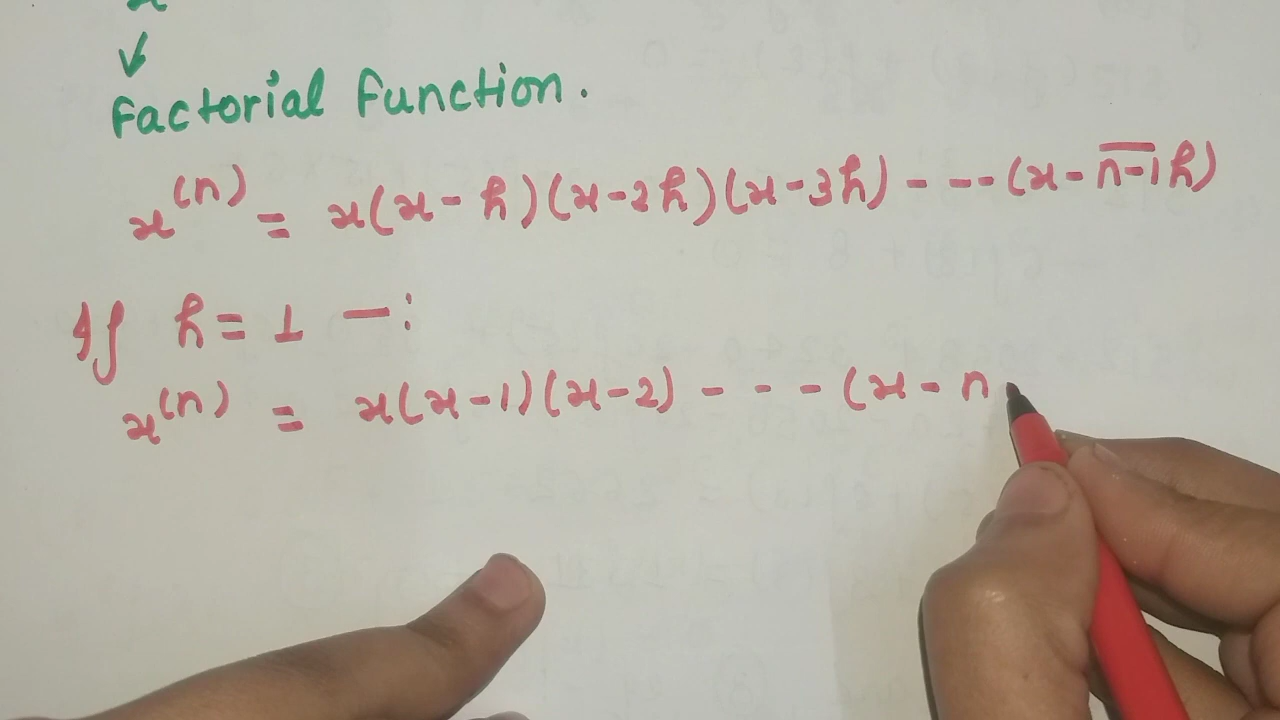 Factorial Function.
x^(n) = x(x-h)(x-2h)(x-3h) - -- (x-n̅-̅1̅h)
If h = 1 -:
x^(n) = x(x-1)(x-2) - - - (x-n